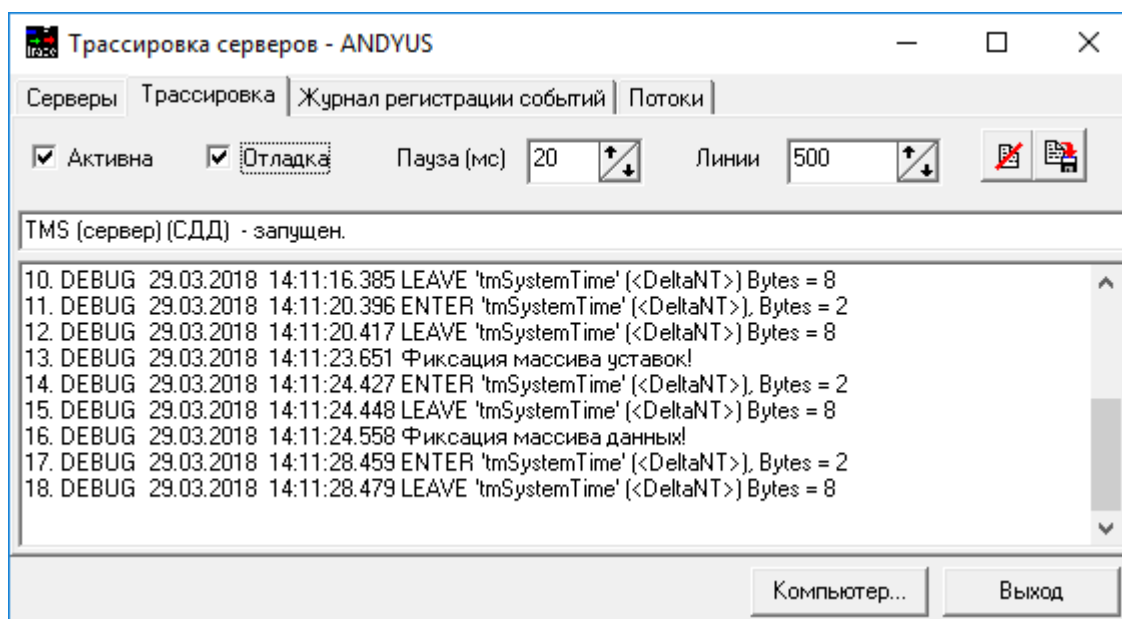 Трассировка серверов - ANDYUS
Серверы Трассировка Журнал регистрации событий Потоки
Активна Отладка Пауза (мс) 20 Линии 500
TMS (сервер) (СДД) - запущен.
10. DEBUG 29.03.2018 14:11:16.385 LEAVE 'tmSystemTime' (<DeltaNT>) Bytes = 8
11. DEBUG 29.03.2018 14:11:20.396 ENTER 'tmSystemTime' (<DeltaNT>), Bytes = 2
12. DEBUG 29.03.2018 14:11:20.417 LEAVE 'tmSystemTime' (<DeltaNT>) Bytes = 8
13. DEBUG 29.03.2018 14:11:23.651 Фиксация массива уставок!
14. DEBUG 29.03.2018 14:11:24.427 ENTER 'tmSystemTime' (<DeltaNT>), Bytes = 2
15. DEBUG 29.03.2018 14:11:24.448 LEAVE 'tmSystemTime' (<DeltaNT>) Bytes = 8
16. DEBUG 29.03.2018 14:11:24.558 Фиксация массива данных!
17. DEBUG 29.03.2018 14:11:28.459 ENTER 'tmSystemTime' (<DeltaNT>), Bytes = 2
18. DEBUG 29.03.2018 14:11:28.479 LEAVE 'tmSystemTime' (<DeltaNT>) Bytes = 8
Компьютер... Выход